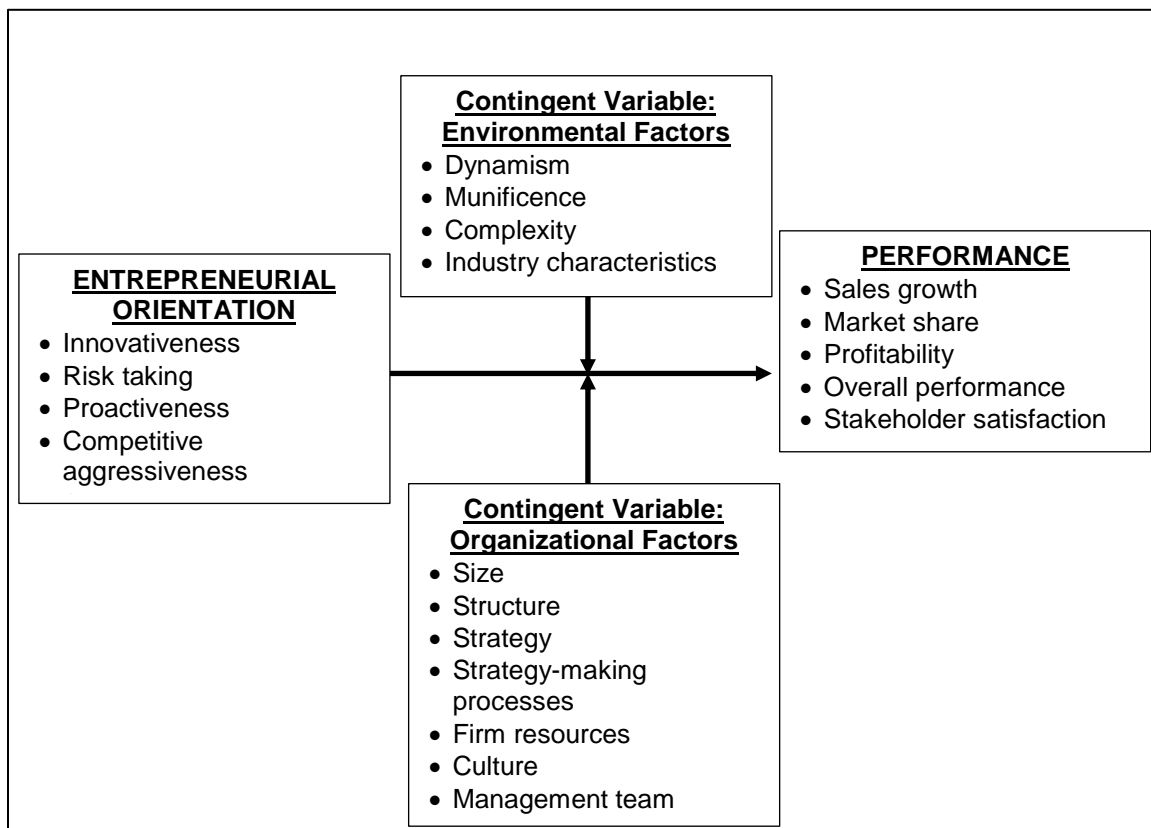 Contingent Variable:
Environmental Factors
• Dynamism
• Munificence
• Complexity
• Industry characteristics
ENTREPRENEURIAL
ORIENTATION
• Innovativeness
• Risk taking
• Proactiveness
• Competitive
aggressiveness
PERFORMANCE
• Sales growth
• Market share
• Profitability
• Overall performance
• Stakeholder satisfaction
Contingent Variable:
Organizational Factors
• Size
• Structure
• Strategy
• Strategy-making
processes
• Firm resources
• Culture
• Management team